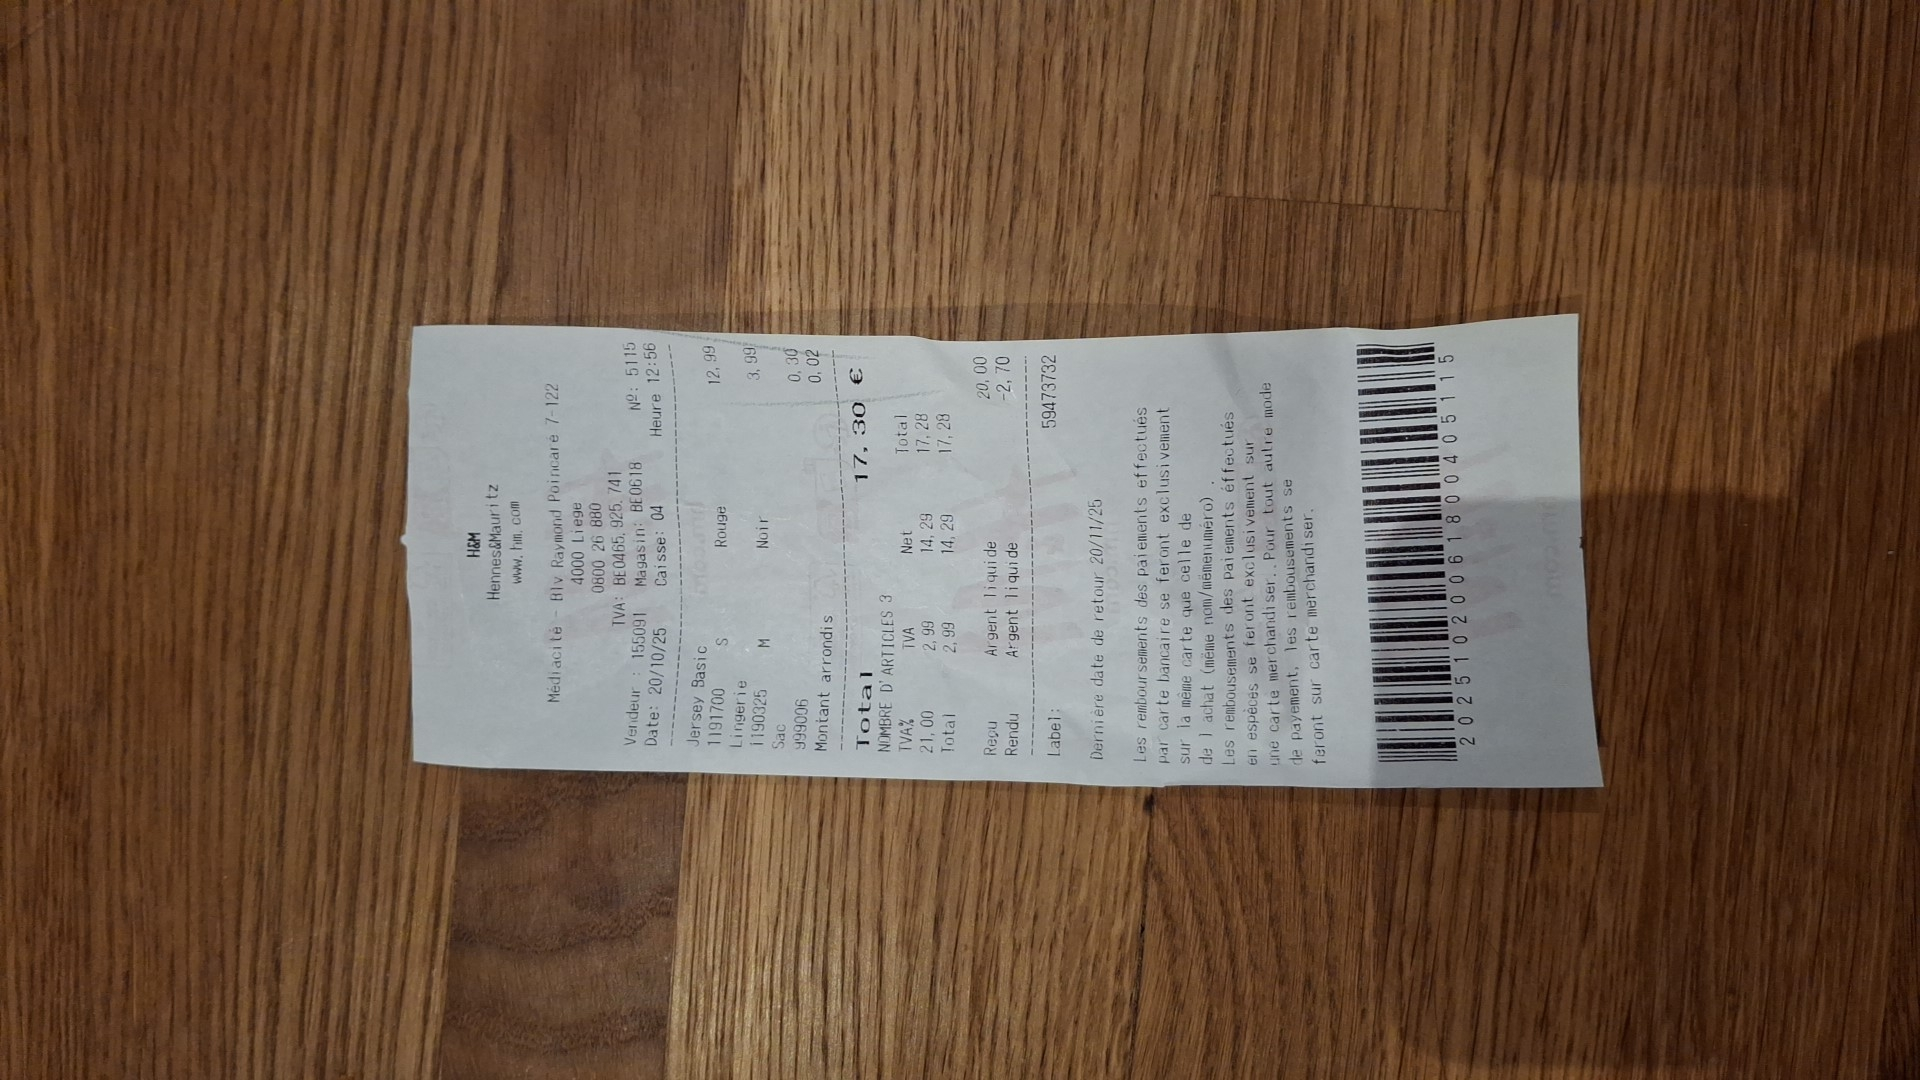 H&M
Hennes&Mauritz
www.hm.com
Médiacité - Blv Raymond Poincaré 7-122
4000 Liege
0800 26 880
TVA: BE0465.925.741
Vendeur : 155091 Magasin: BE0618 Nº: 5115
Date: 20/10/25 Caisse: 04 Heure 12:56
Jersey Basic 12,99
1191700 S Rouge
Lingerie 3,99
1190325 M Noir
Sac 0,30
999006
Montant arrondis 0,02
Total 17,30 €
NOMBRE D'ARTICLES 3
TVA% TVA Net Total
21,00 2,99 14,29 17,28
Total 2,99 14,29 17,28
Reçu Argent liquide 20,00
Rendu Argent liquide -2,70
Label: 59473732
Dernière date de retour 20/11/25
Les remboursements des paiements effectués
par carte bancaire se feront exclusivement
sur la même carte que celle de
de l achat (même nom/mêmenuméro).
Les rembousements des paiements éffectués
en espèces se feront exclusivement sur
une carte merchandiser..Pour tout autre mode
de payement, les rembousements se
feront sur carte merchandiser.
2025102006180040​5115